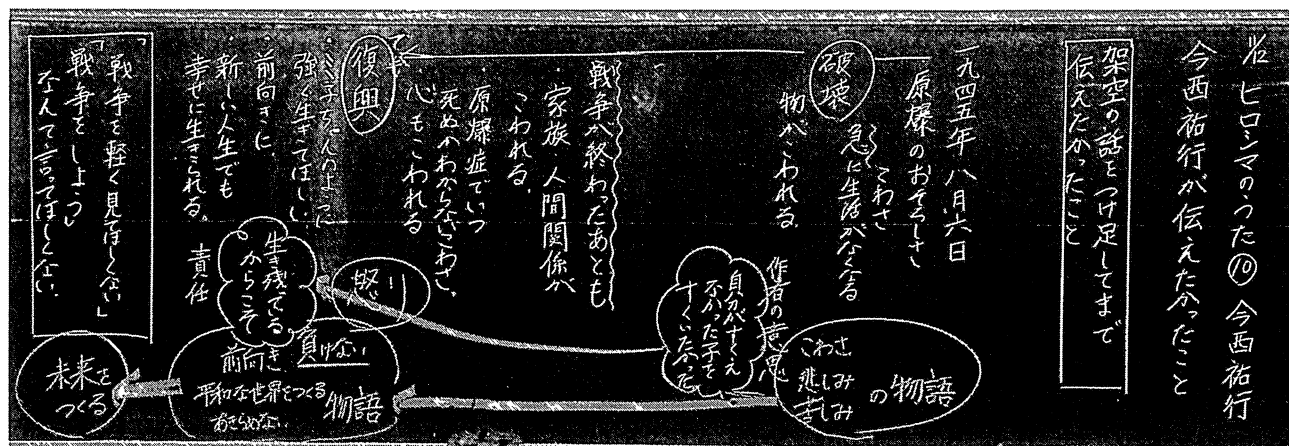 1/12 ヒロシマのうた⑩ 今西祐行
今西祐行が伝えたかったこと
架空の話をつけ足してまで
伝えたかったこと
一九四五年八月六日
原爆のおそろしさ
こわさ
急に生活がなくなる
破壊
物がこわれる
戦争が終わったあとも
・家族・人間関係が
こわれる。
・原爆症でいつ
死ぬかわからないこわさ。
・心もこわれる
復興
・ミ子ちゃんのように
強く生きてほしい
前向きに
新しい人生でも
幸せに生きられる。
責任
「戦争を軽く見てほしくない」
「戦争をしよう」
なんて言ってほしくない。
こわさ
悲しみ
苦しみ
の物語
作者の意思
自分がすくえ
なかった子を
すくいたかった
怒り
生き残ってる
からこそ
負けない
前向き
平和な世界をつくる
あきらめない
物語
未来を
つくる